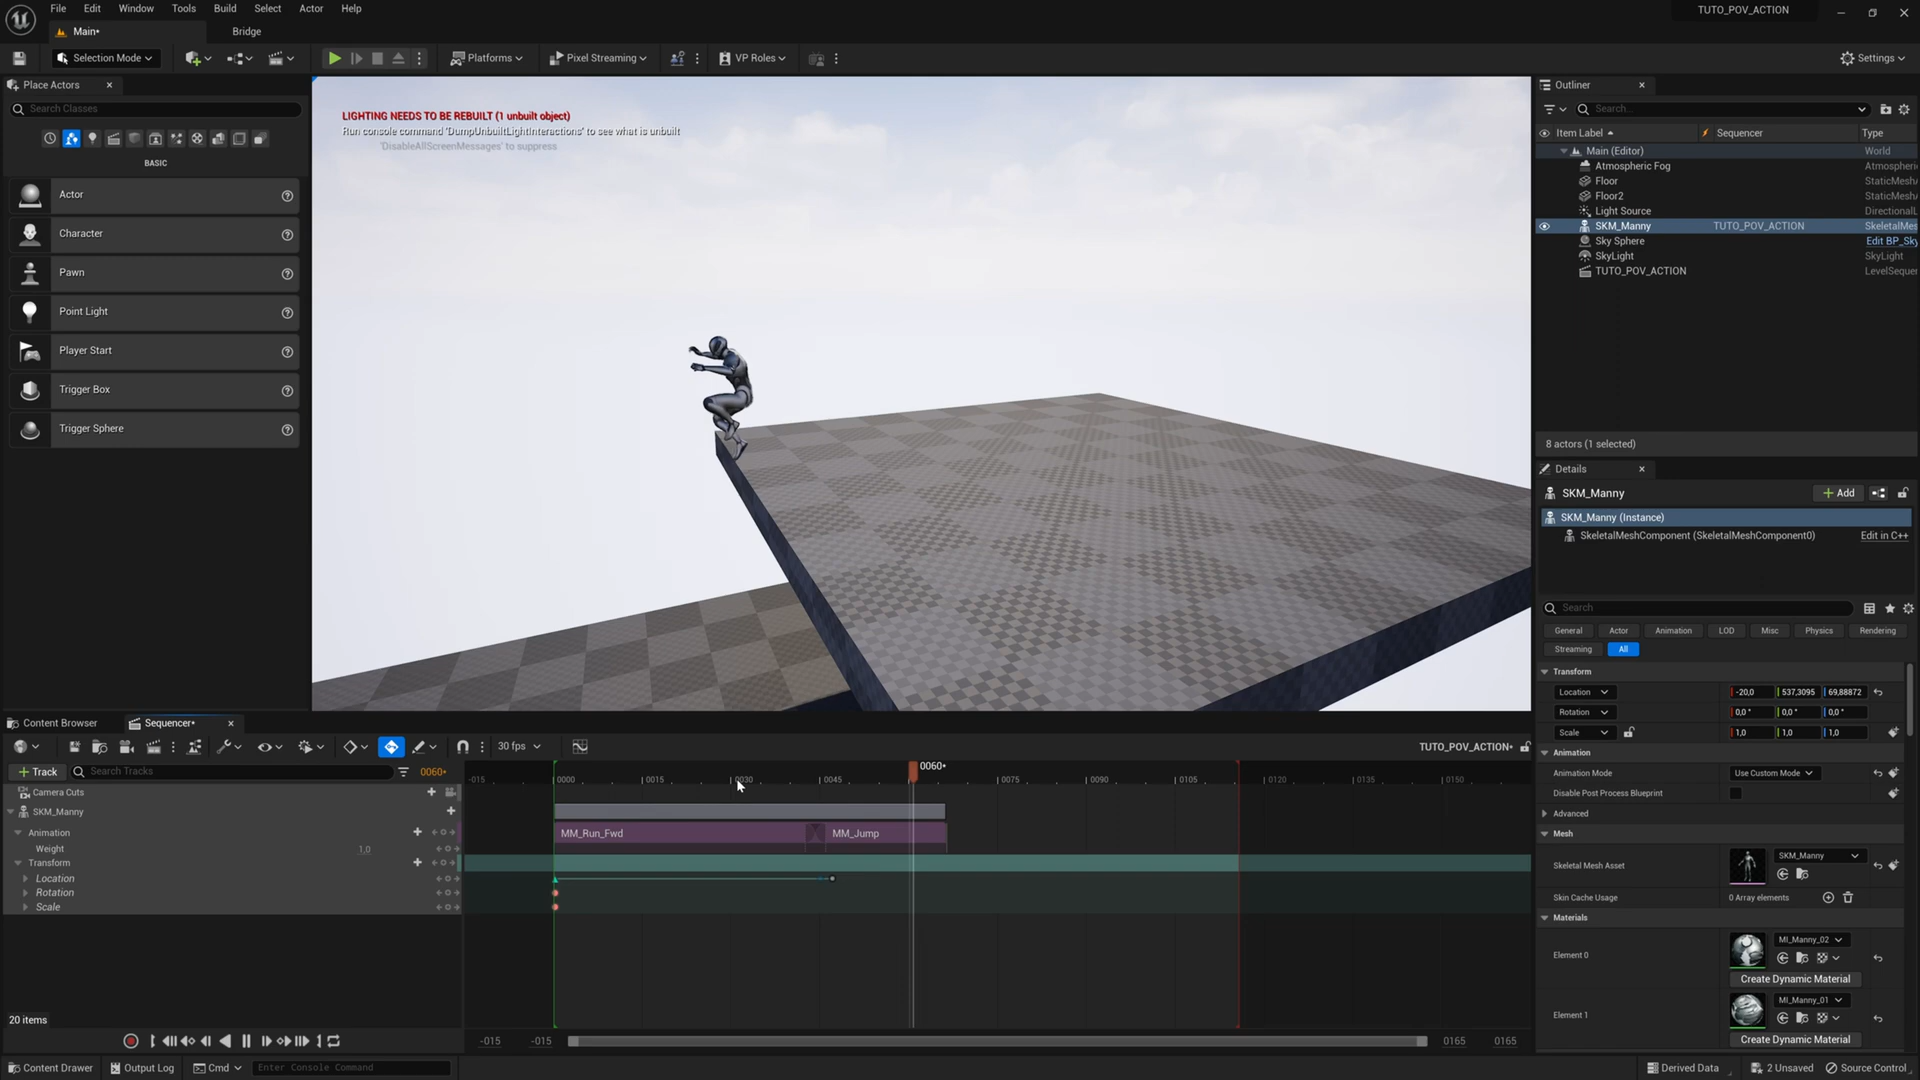 File Edit Window Tools Build Select Actor Help
TUTO_POV_ACTION
Main•
Bridge
Selection Mode
Platforms
Pixel Streaming
VP Roles
Settings
Place Actors
Search Classes
BASIC
Actor
Character
Pawn
Point Light
Player Start
Trigger Box
Trigger Sphere
LIGHTING NEEDS TO BE REBUILT (1 unbuilt object)
Run console command 'DumpUnbuiltLightInteractions' to see what is unbuilt
'DisableAllScreenMessages' to suppress
Outliner
Search...
Item Label Sequencer Type
Main (Editor) World
Atmospheric Fog Atmospheri
Floor StaticMesh
Floor2 StaticMesh
Light Source DirectionalL
SKM_Manny TUTO_POV_ACTION SkeletalMes
Sky Sphere Edit BP_Sky
SkyLight SkyLight
TUTO_POV_ACTION LevelSeque
8 actors (1 selected)
Details
SKM_Manny
Add
SKM_Manny (Instance)
SkeletalMeshComponent (SkeletalMeshComponent0) Edit in C++
Search
General Actor Animation LOD Misc Physics Rendering
Streaming All
Transform
Location -20,0 537,3095 69,88872
Rotation 0,0 ° 0,0 ° 0,0 °
Scale 1,0 1,0 1,0
Animation
Animation Mode Use Custom Mode
Disable Post Process Blueprint
Advanced
Mesh
Skeletal Mesh Asset SKM_Manny
Skin Cache Usage 0 Array elements
Materials
Element 0 MI_Manny_02
Create Dynamic Material
Element 1 MI_Manny_01
Create Dynamic Material
Content Browser
Sequencer•
30 fps
TUTO_POV_ACTION•
Track
Search Tracks
0060•
-015 0000 0015 0030 0045 0060• 0075 0090 0105 0120 0135 0150
Camera Cuts
SKM_Manny
Animation
MM_Run_Fwd MM_Jump
Weight 1,0
Transform
Location
Rotation
Scale
20 items
-015 -015 0165 0165
Content Drawer Output Log Cmd Enter Console Command
Derived Data 2 Unsaved Source Control